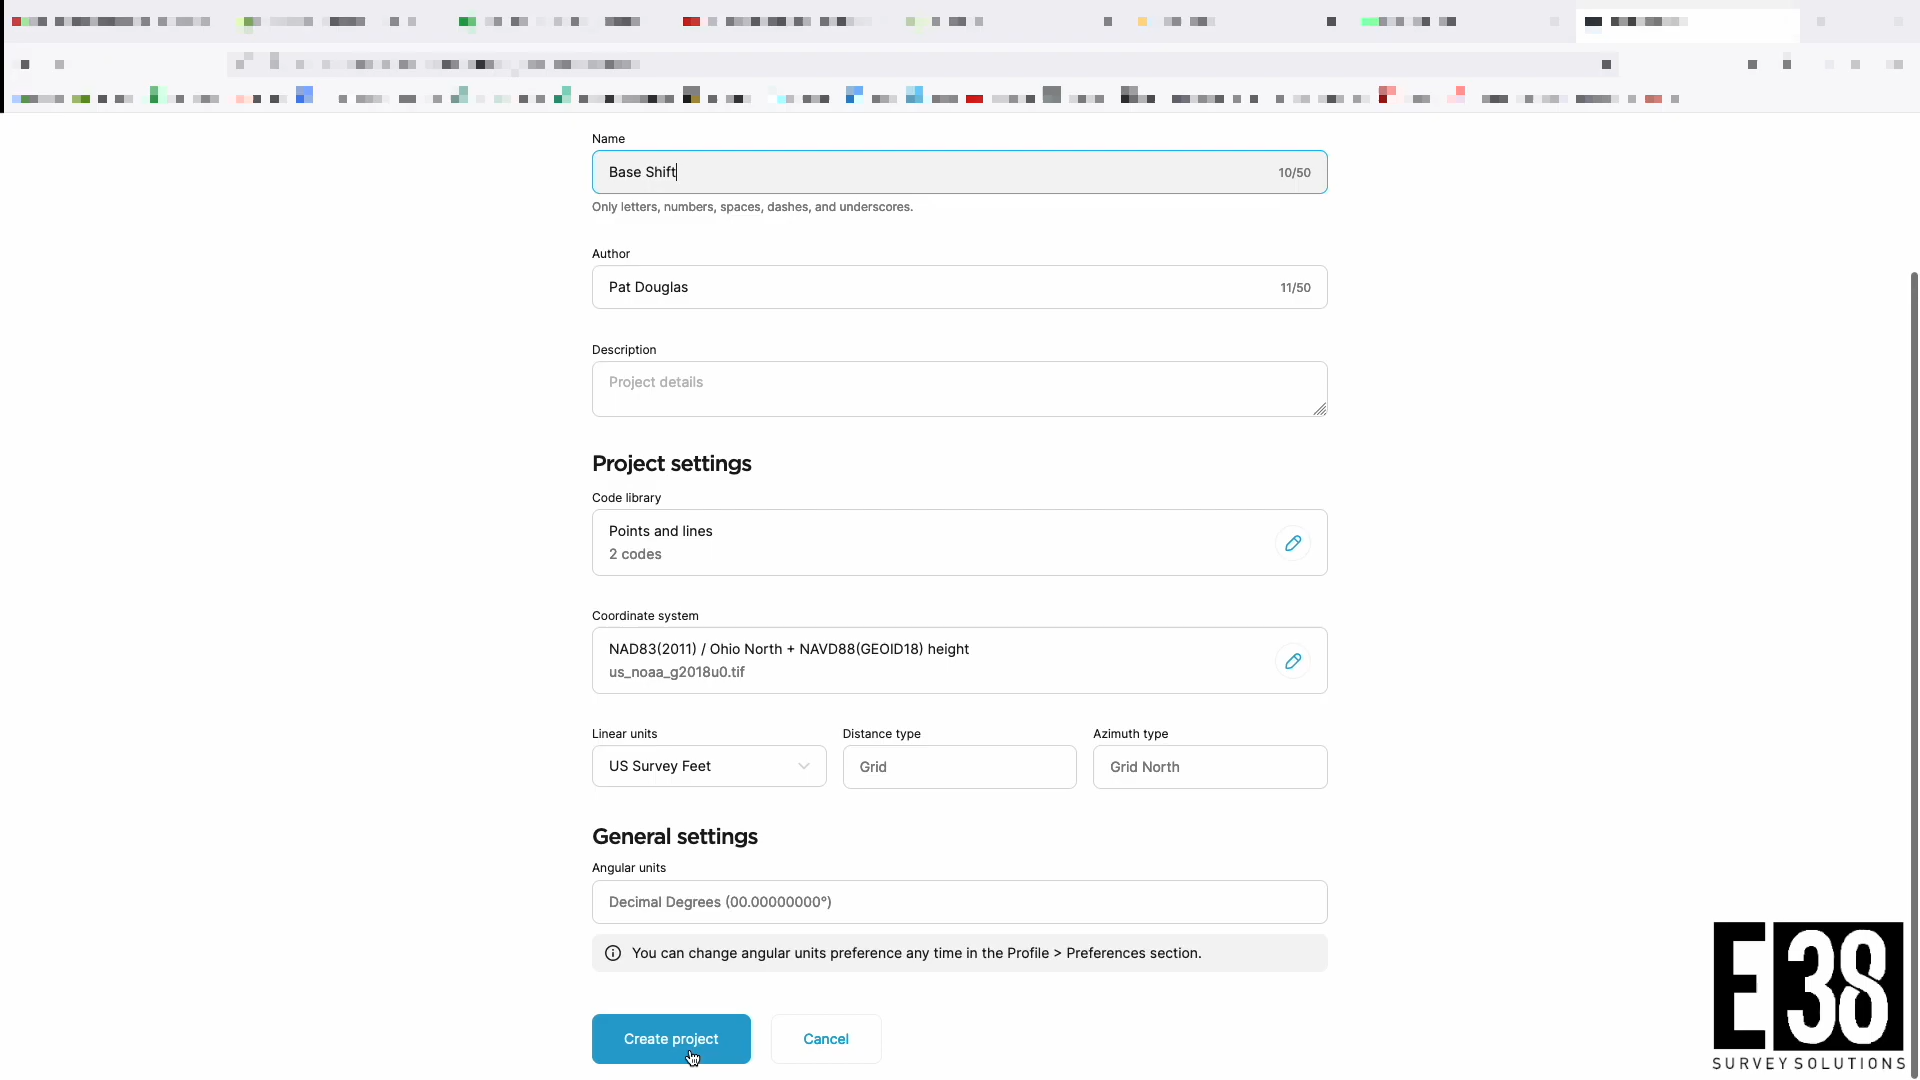 Name
Base Shift
10/50
Only letters, numbers, spaces, dashes, and underscores.
Author
Pat Douglas
11/50
Description
Project details
Project settings
Code library
Points and lines
2 codes
Coordinate system
NAD83(2011) / Ohio North + NAVD88(GEOID18) height
us_noaa_g2018u0.tif
Linear units
Distance type
Azimuth type
US Survey Feet
Grid
Grid North
General settings
Angular units
Decimal Degrees (00.00000000°)
You can change angular units preference any time in the Profile > Preferences section.
Create project
Cancel
E38
SURVEY SOLUTIONS